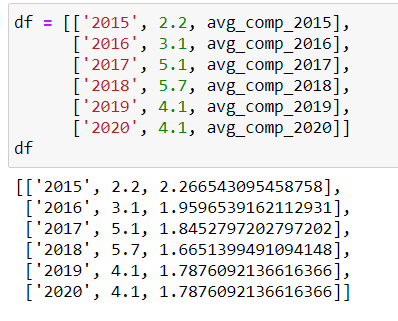 df = [['2015', 2.2, avg_comp_2015],
['2016', 3.1, avg_comp_2016],
['2017', 5.1, avg_comp_2017],
['2018', 5.7, avg_comp_2018],
['2019', 4.1, avg_comp_2019],
['2020', 4.1, avg_comp_2020]]
df
[['2015', 2.2, 2.266543095458758],
['2016', 3.1, 1.9596539162112931],
['2017', 5.1, 1.8452797202797202],
['2018', 5.7, 1.6651399491094148],
['2019', 4.1, 1.7876092136616366],
['2020', 4.1, 1.7876092136616366]]